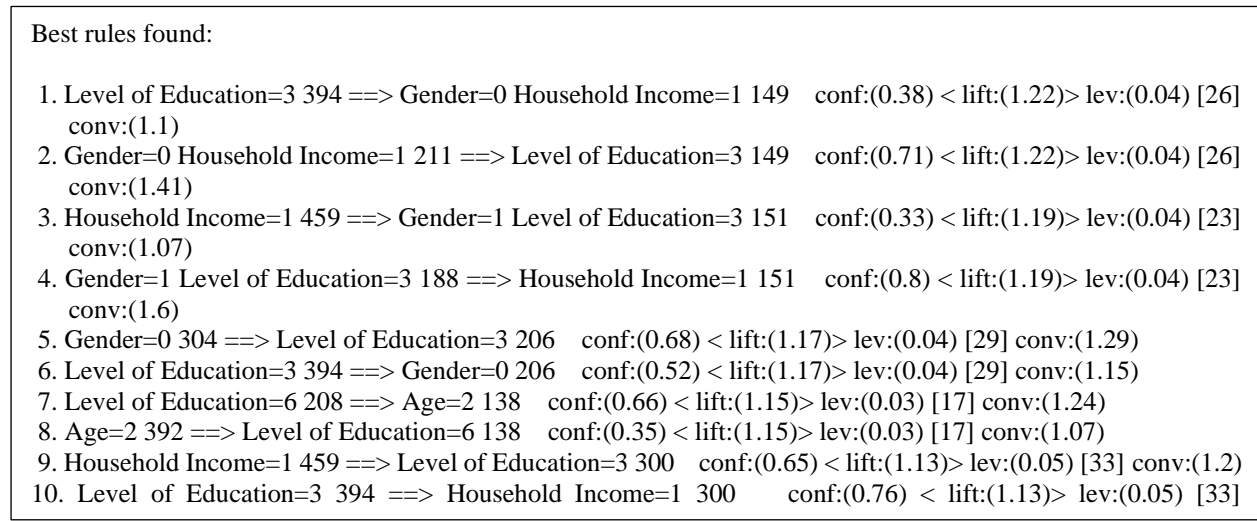 Best rules found:
1. Level of Education=3 394 ==> Gender=0 Household Income=1 149 conf:(0.38) < lift:(1.22)> lev:(0.04) [26]
conv:(1.1)
2. Gender=0 Household Income=1 211 ==> Level of Education=3 149 conf:(0.71) < lift:(1.22)> lev:(0.04) [26]
conv:(1.41)
3. Household Income=1 459 ==> Gender=1 Level of Education=3 151 conf:(0.33) < lift:(1.19)> lev:(0.04) [23]
conv:(1.07)
4. Gender=1 Level of Education=3 188 ==> Household Income=1 151 conf:(0.8) < lift:(1.19)> lev:(0.04) [23]
conv:(1.6)
5. Gender=0 304 ==> Level of Education=3 206 conf:(0.68) < lift:(1.17)> lev:(0.04) [29] conv:(1.29)
6. Level of Education=3 394 ==> Gender=0 206 conf:(0.52) < lift:(1.17)> lev:(0.04) [29] conv:(1.15)
7. Level of Education=6 208 ==> Age=2 138 conf:(0.66) < lift:(1.15)> lev:(0.03) [17] conv:(1.24)
8. Age=2 392 ==> Level of Education=6 138 conf:(0.35) < lift:(1.15)> lev:(0.03) [17] conv:(1.07)
9. Household Income=1 459 ==> Level of Education=3 300 conf:(0.65) < lift:(1.13)> lev:(0.05) [33] conv:(1.2)
10. Level of Education=3 394 ==> Household Income=1 300 conf:(0.76) < lift:(1.13)> lev:(0.05) [33]